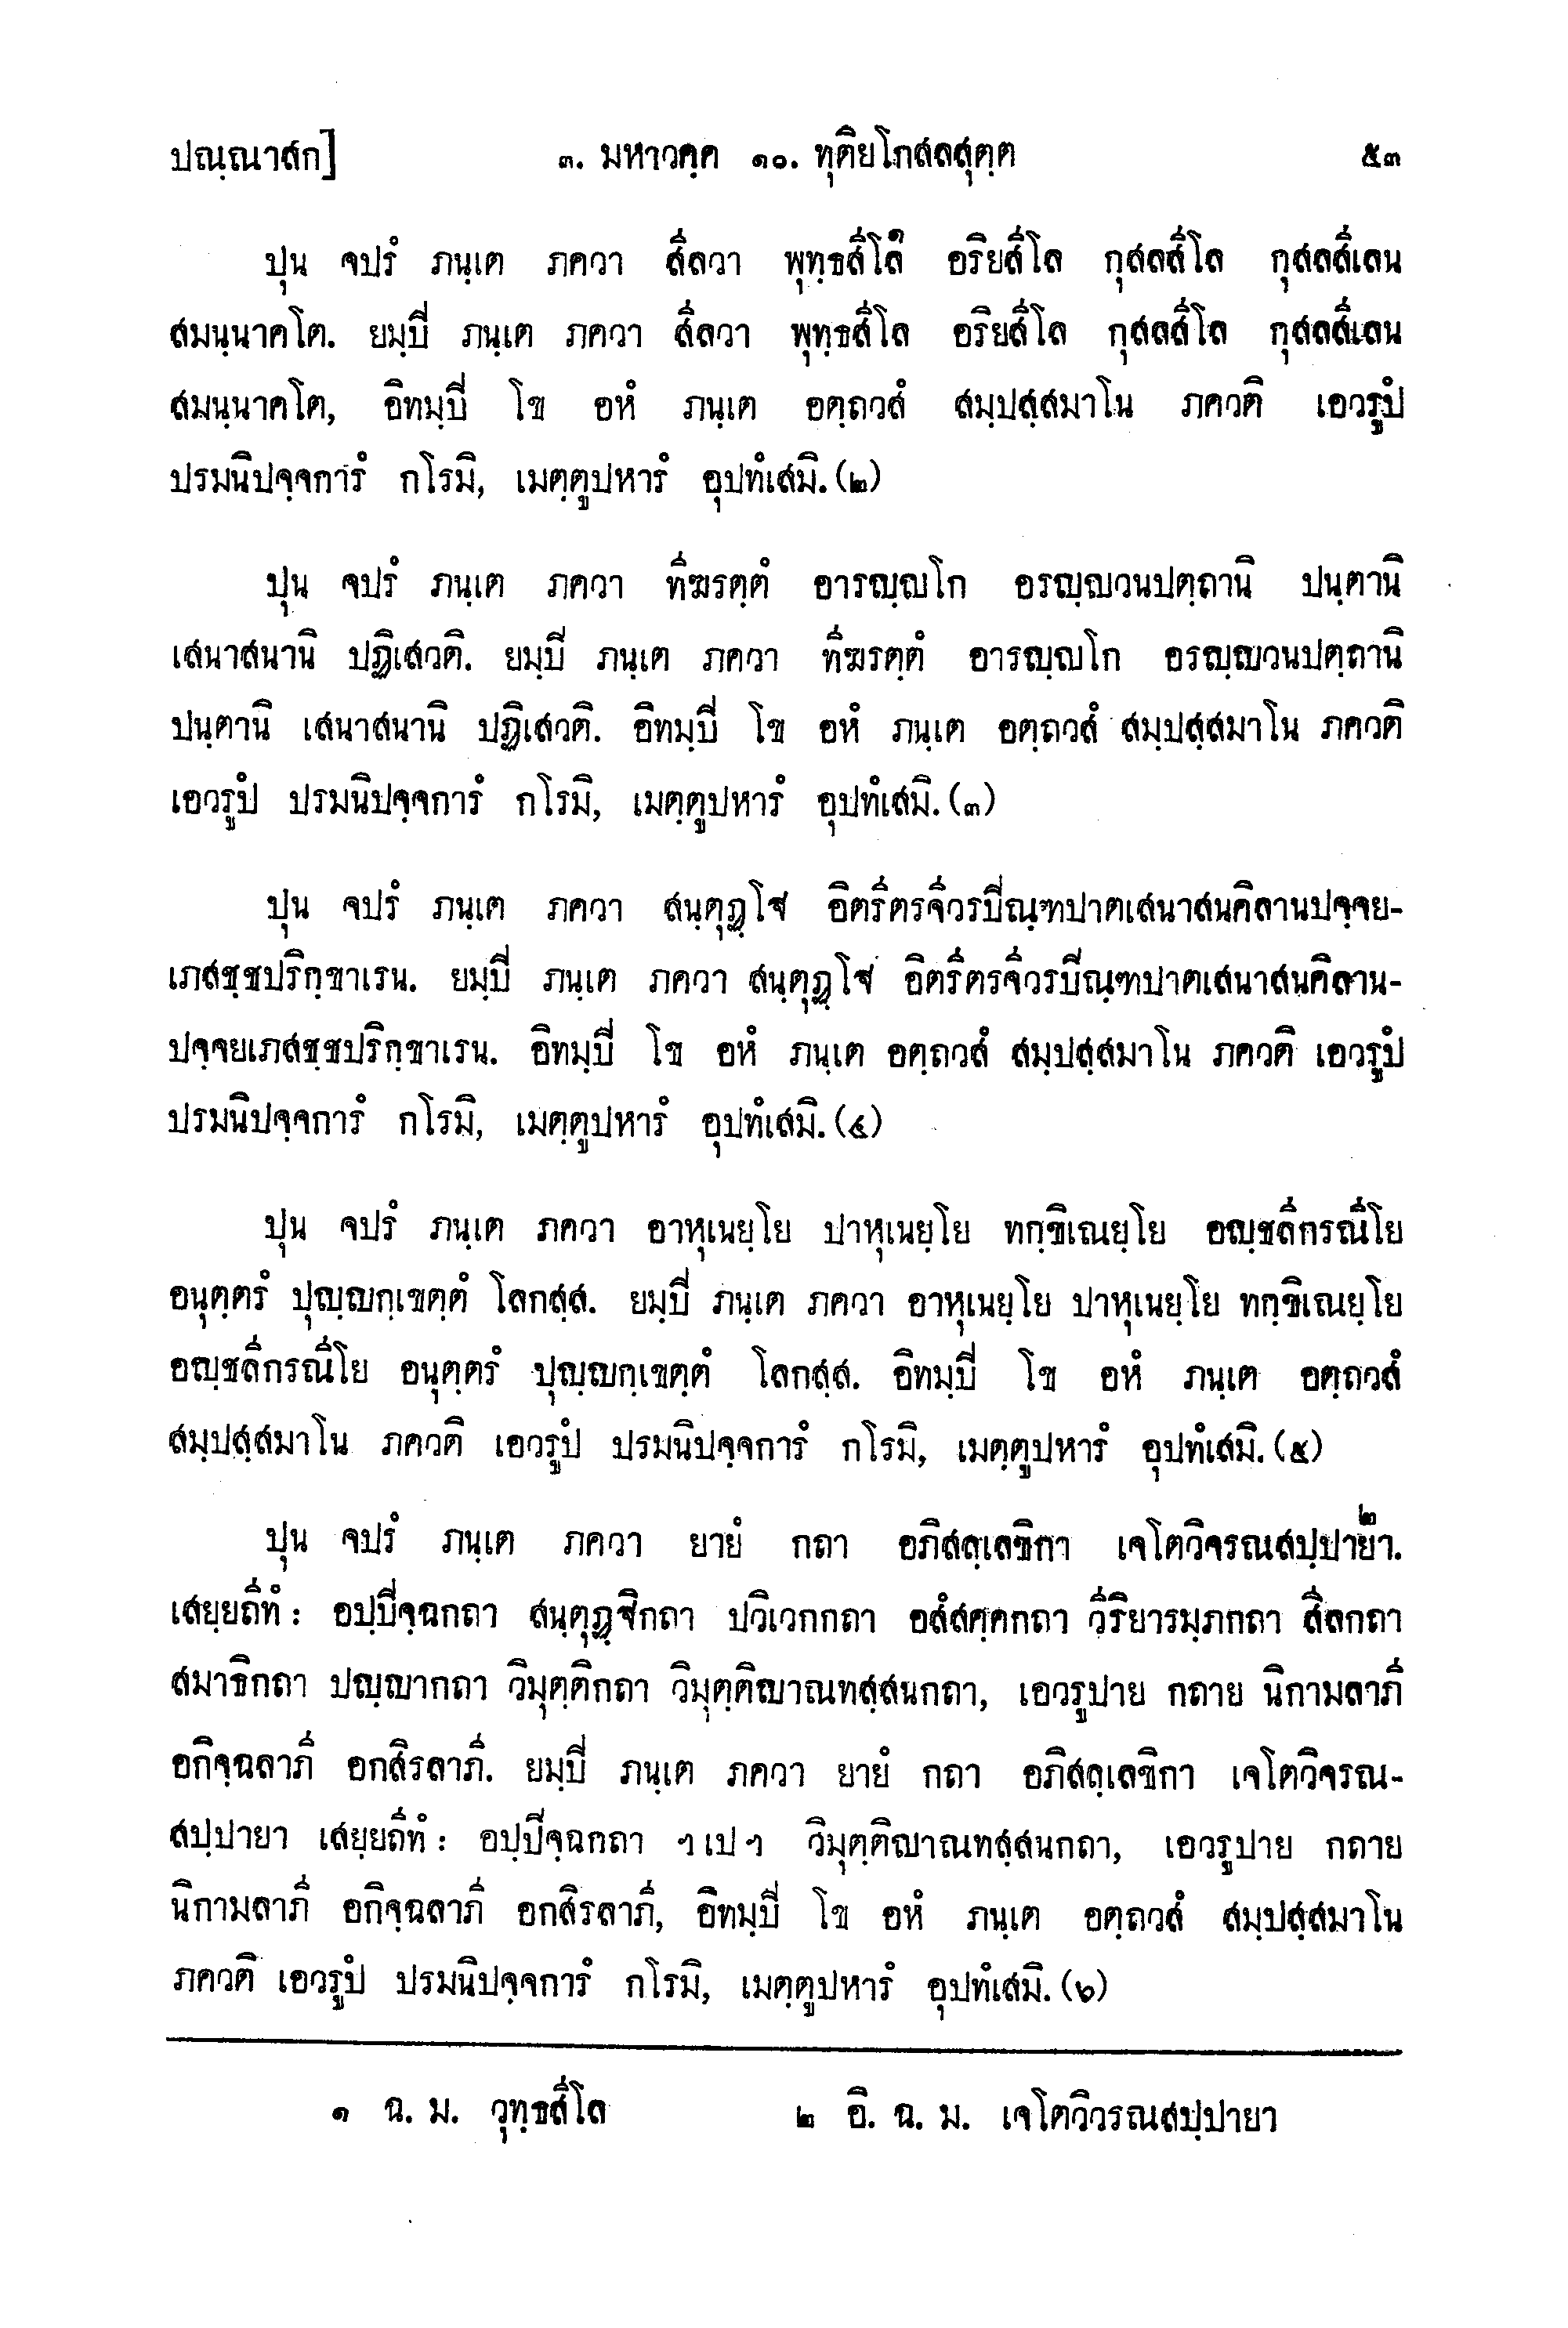 ปณฺณาสก] ๓. มหาวคฺค ๑๐. ทุติยโกสลสุตฺต ๕๓
ปุน จปรํ ภนฺเต ภควา สีลวา พุทฺธสีโล๑ อริยสีโล กุสลสีโล กุสลสีเลน
สมนฺนาคโต. ยมฺปิ ภนฺเต ภควา สีลวา พุทฺธสีโล อริยสีโล กุสลสีโล กุสลสีเลน
สมนฺนาคโต, อิทมฺปิ โข อหํ ภนฺเต อตฺถวสํ สมฺปสฺสมาโน ภควติ เอวรูปํ
ปรมนิปจฺจการํ กโรมิ, เมตฺตูปหารํ อุปทํเสมิ.(๒)
ปุน จปรํ ภนฺเต ภควา ทีฆรตฺตํ อารญฺญโก อรญฺญวนปตฺถานิ ปนฺตานิ
เสนาสนานิ ปฏิเสวติ. ยมฺปิ ภนฺเต ภควา ทีฆรตฺตํ อารญฺญโก อรญฺญวนปตฺถานิ
ปนฺตานิ เสนาสนานิ ปฏิเสวติ. อิทมฺปิ โข อหํ ภนฺเต อตฺถวสํ สมฺปสฺสมาโน ภควติ
เอวรูปํ ปรมนิปจฺจการํ กโรมิ, เมตฺตูปหารํ อุปทํเสมิ.(๓)
ปุน จปรํ ภนฺเต ภควา สนฺตุฏฺโฐ อิตรีตรจีวรปิณฺฑปาตเสนาสนคิลานปจฺจย-
เภสชฺชปริกฺขาเรน. ยมฺปิ ภนฺเต ภควา สนฺตุฏฺโฐ อิตรีตรจีวรปิณฺฑปาตเสนาสนคิลาน-
ปจฺจยเภสชฺชปริกฺขาเรน. อิทมฺปิ โข อหํ ภนฺเต อตฺถวสํ สมฺปสฺสมาโน ภควติ เอวรูปํ
ปรมนิปจฺจการํ กโรมิ, เมตฺตูปหารํ อุปทํเสมิ.(๔)
ปุน จปรํ ภนฺเต ภควา อาหุเนยฺโย ปาหุเนยฺโย ทกฺขิเณยฺโย อญฺชลีกรณีโย
อนุตฺตรํ ปุญฺญกฺเขตฺตํ โลกสฺส. ยมฺปิ ภนฺเต ภควา อาหุเนยฺโย ปาหุเนยฺโย ทกฺขิเณยฺโย
อญฺชลีกรณีโย อนุตฺตรํ ปุญฺญกฺเขตฺตํ โลกสฺส. อิทมฺปิ โข อหํ ภนฺเต อตฺถวสํ
สมฺปสฺสมาโน ภควติ เอวรูปํ ปรมนิปจฺจการํ กโรมิ, เมตฺตูปหารํ อุปทํเสมิ.(๕)
ปุน จปรํ ภนฺเต ภควา ยายํ กถา อภิสลฺเลขิกา เจโตวิจรณสปฺปายา๒.
เสยฺยถีทํ : อปฺปิจฺฉกถา สนฺตุฏฺฐิกถา ปวิเวกกถา อสํสคฺคกถา วีริยารมฺภกถา สีลกถา
สมาธิกถา ปญฺญากถา วิมุตฺติกถา วิมุตฺติญาณทสฺสนกถา, เอวรูปาย กถาย นิกามลาภี
อกิจฺฉลาภี อกสิรลาภี. ยมฺปิ ภนฺเต ภควา ยายํ กถา อภิสลฺเลขิกา เจโตวิจรณ-
สปฺปายา เสยฺยถีทํ : อปฺปิจฺฉกถา ฯเปฯ วิมุตฺติญาณทสฺสนกถา, เอวรูปาย กถาย
นิกามลาภี อกิจฺฉลาภี อกสิรลาภี, อิทมฺปิ โข อหํ ภนฺเต อตฺถวสํ สมฺปสฺสมาโน
ภควติ เอวรูปํ ปรมนิปจฺจการํ กโรมิ, เมตฺตูปหารํ อุปทํเสมิ.(๖)
๑ ฉ. ม. วุทฺธสีโล ๒ อิ. ฉ. ม. เจโตวิวรณสปฺปายา